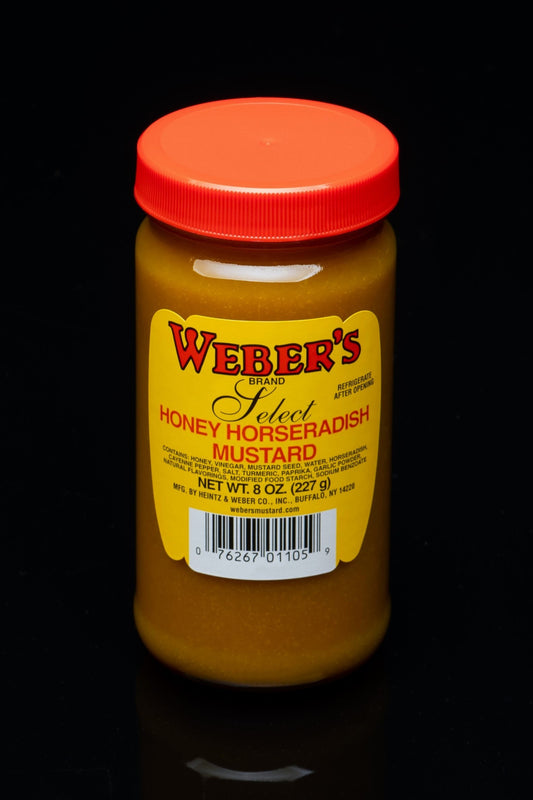 WEBER'S
BRAND
Select
REFRIGERATE
AFTER OPENING
HONEY HORSERADISH
MUSTARD
CONTAINS: HONEY, VINEGAR, MUSTARD SEED, WATER, HORSERADISH,
CAYENNE PEPPER, SALT, TURMERIC, PAPRIKA, GARLIC POWDER,
NATURAL FLAVORINGS, MODIFIED FOOD STARCH, SODIUM BENZOATE
NET WT. 8 OZ. (227 g)
MFG. BY HEINTZ & WEBER CO., INC., BUFFALO, NY 14220
webersmustard.com
0 76267 01105 9